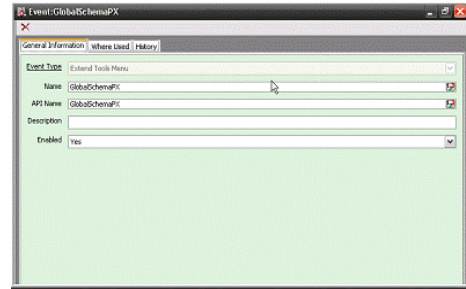 Event:GlobalSchemaPX
General Information Where Used History
Event Type Extend Tools Menu
Name GlobalSchemaPX
API Name GlobalSchemaPX
Description
Enabled Yes